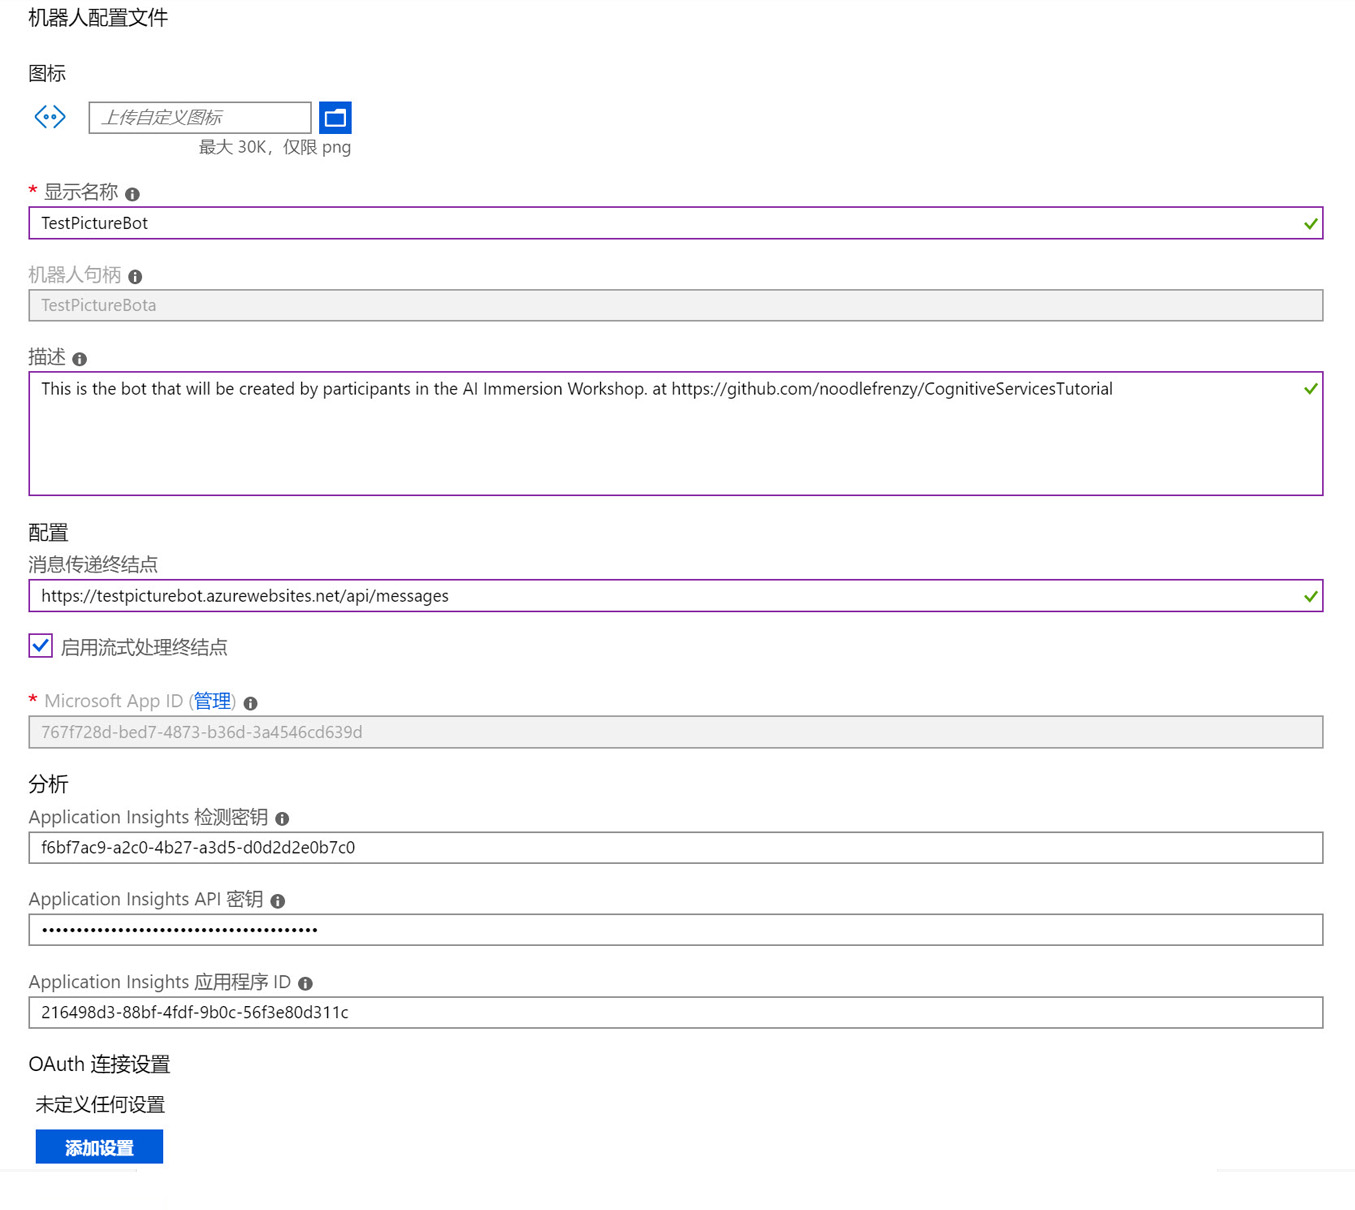 机器人配置文件
图标
上传自定义图标
最大 30K，仅限 png
* 显示名称
TestPictureBot
机器人句柄
TestPictureBota
描述
This is the bot that will be created by participants in the AI Immersion Workshop. at https://github.com/noodlefrenzy/CognitiveServicesTutorial
配置
消息传递终结点
https://testpicturebot.azurewebsites.net/api/messages
启用流式处理终结点
* Microsoft App ID (管理)
767f728d-bed7-4873-b36d-3a4546cd639d
分析
Application Insights 检测密钥
f6bf7ac9-a2c0-4b27-a3d5-d0d2d2e0b7c0
Application Insights API 密钥
••••••••••••••••••••••••••••••••••••••••
Application Insights 应用程序 ID
216498d3-88bf-4fdf-9b0c-56f3e80d311c
OAuth 连接设置
未定义任何设置
添加设置